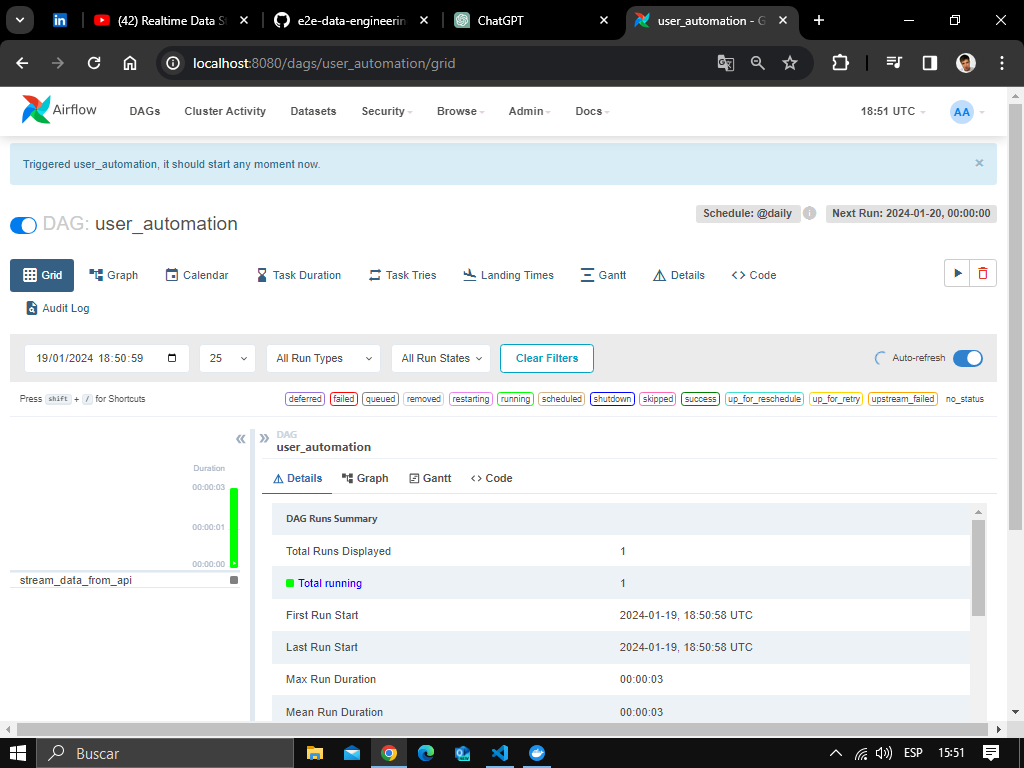 (42) Realtime Data St
e2e-data-engineerin
ChatGPT
user_automation - G
localhost:8080/dags/user_automation/grid
Airflow
DAGs
Cluster Activity
Datasets
Security
Browse
Admin
Docs
18:51 UTC
AA
Triggered user_automation, it should start any moment now.
×
DAG: user_automation
Schedule: @daily
i
Next Run: 2024-01-20, 00:00:00
Grid
Graph
Calendar
Task Duration
Task Tries
Landing Times
Gantt
Details
<> Code
Audit Log
19/01/2024 18:50:59
25
All Run Types
All Run States
Clear Filters
Auto-refresh
Press shift + / for Shortcuts
deferred
failed
queued
removed
restarting
running
scheduled
shutdown
skipped
success
up_for_reschedule
up_for_retry
upstream_failed
no_status
«
Duration
00:00:03
00:00:01
00:00:00
stream_data_from_api
»
DAG
user_automation
Details
Graph
Gantt
<> Code
DAG Runs Summary
Total Runs Displayed 1
Total running 1
First Run Start 2024-01-19, 18:50:58 UTC
Last Run Start 2024-01-19, 18:50:58 UTC
Max Run Duration 00:00:03
Mean Run Duration 00:00:03
Buscar
ESP
15:51